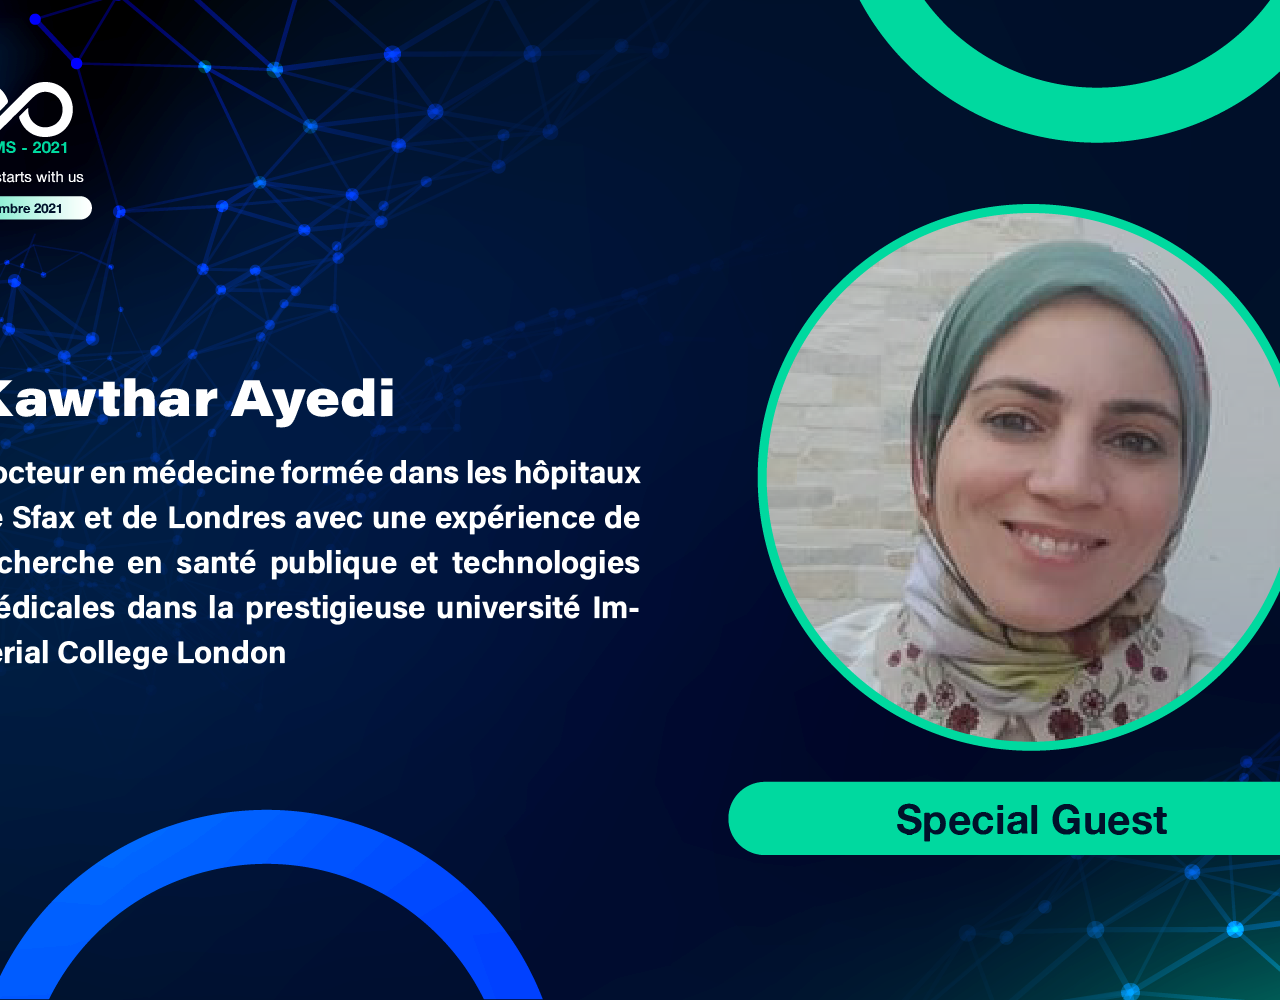 MS - 2021
starts with us
mbre 2021
Kawthar Ayedi
octeur en médecine formée dans les hôpitaux
e Sfax et de Londres avec une expérience de
cherche en santé publique et technologies
édicales dans la prestigieuse université Im-
erial College London
Special Guest